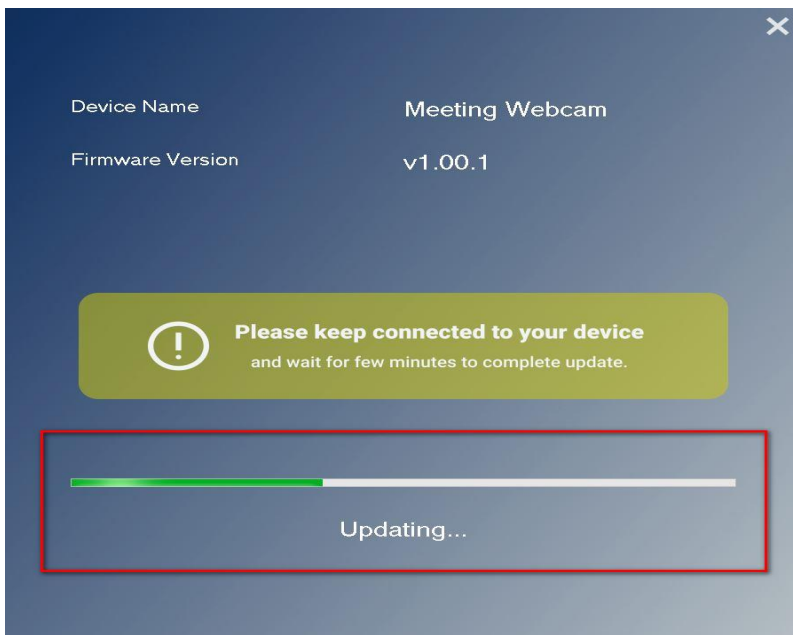 Device Name Meeting Webcam
Firmware Version v1.00.1
Please keep connected to your device
and wait for few minutes to complete update.
Updating...